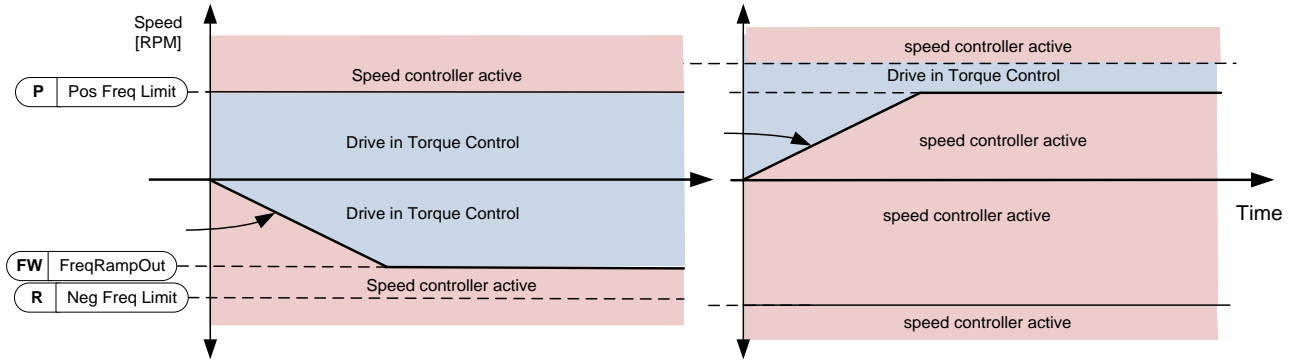 Speed
[RPM]
Speed controller active
P Pos Freq Limit
Drive in Torque Control
Drive in Torque Control
FW FreqRampOut
Speed controller active
R Neg Freq Limit
speed controller active
Drive in Torque Control
speed controller active
speed controller active
Time
speed controller active